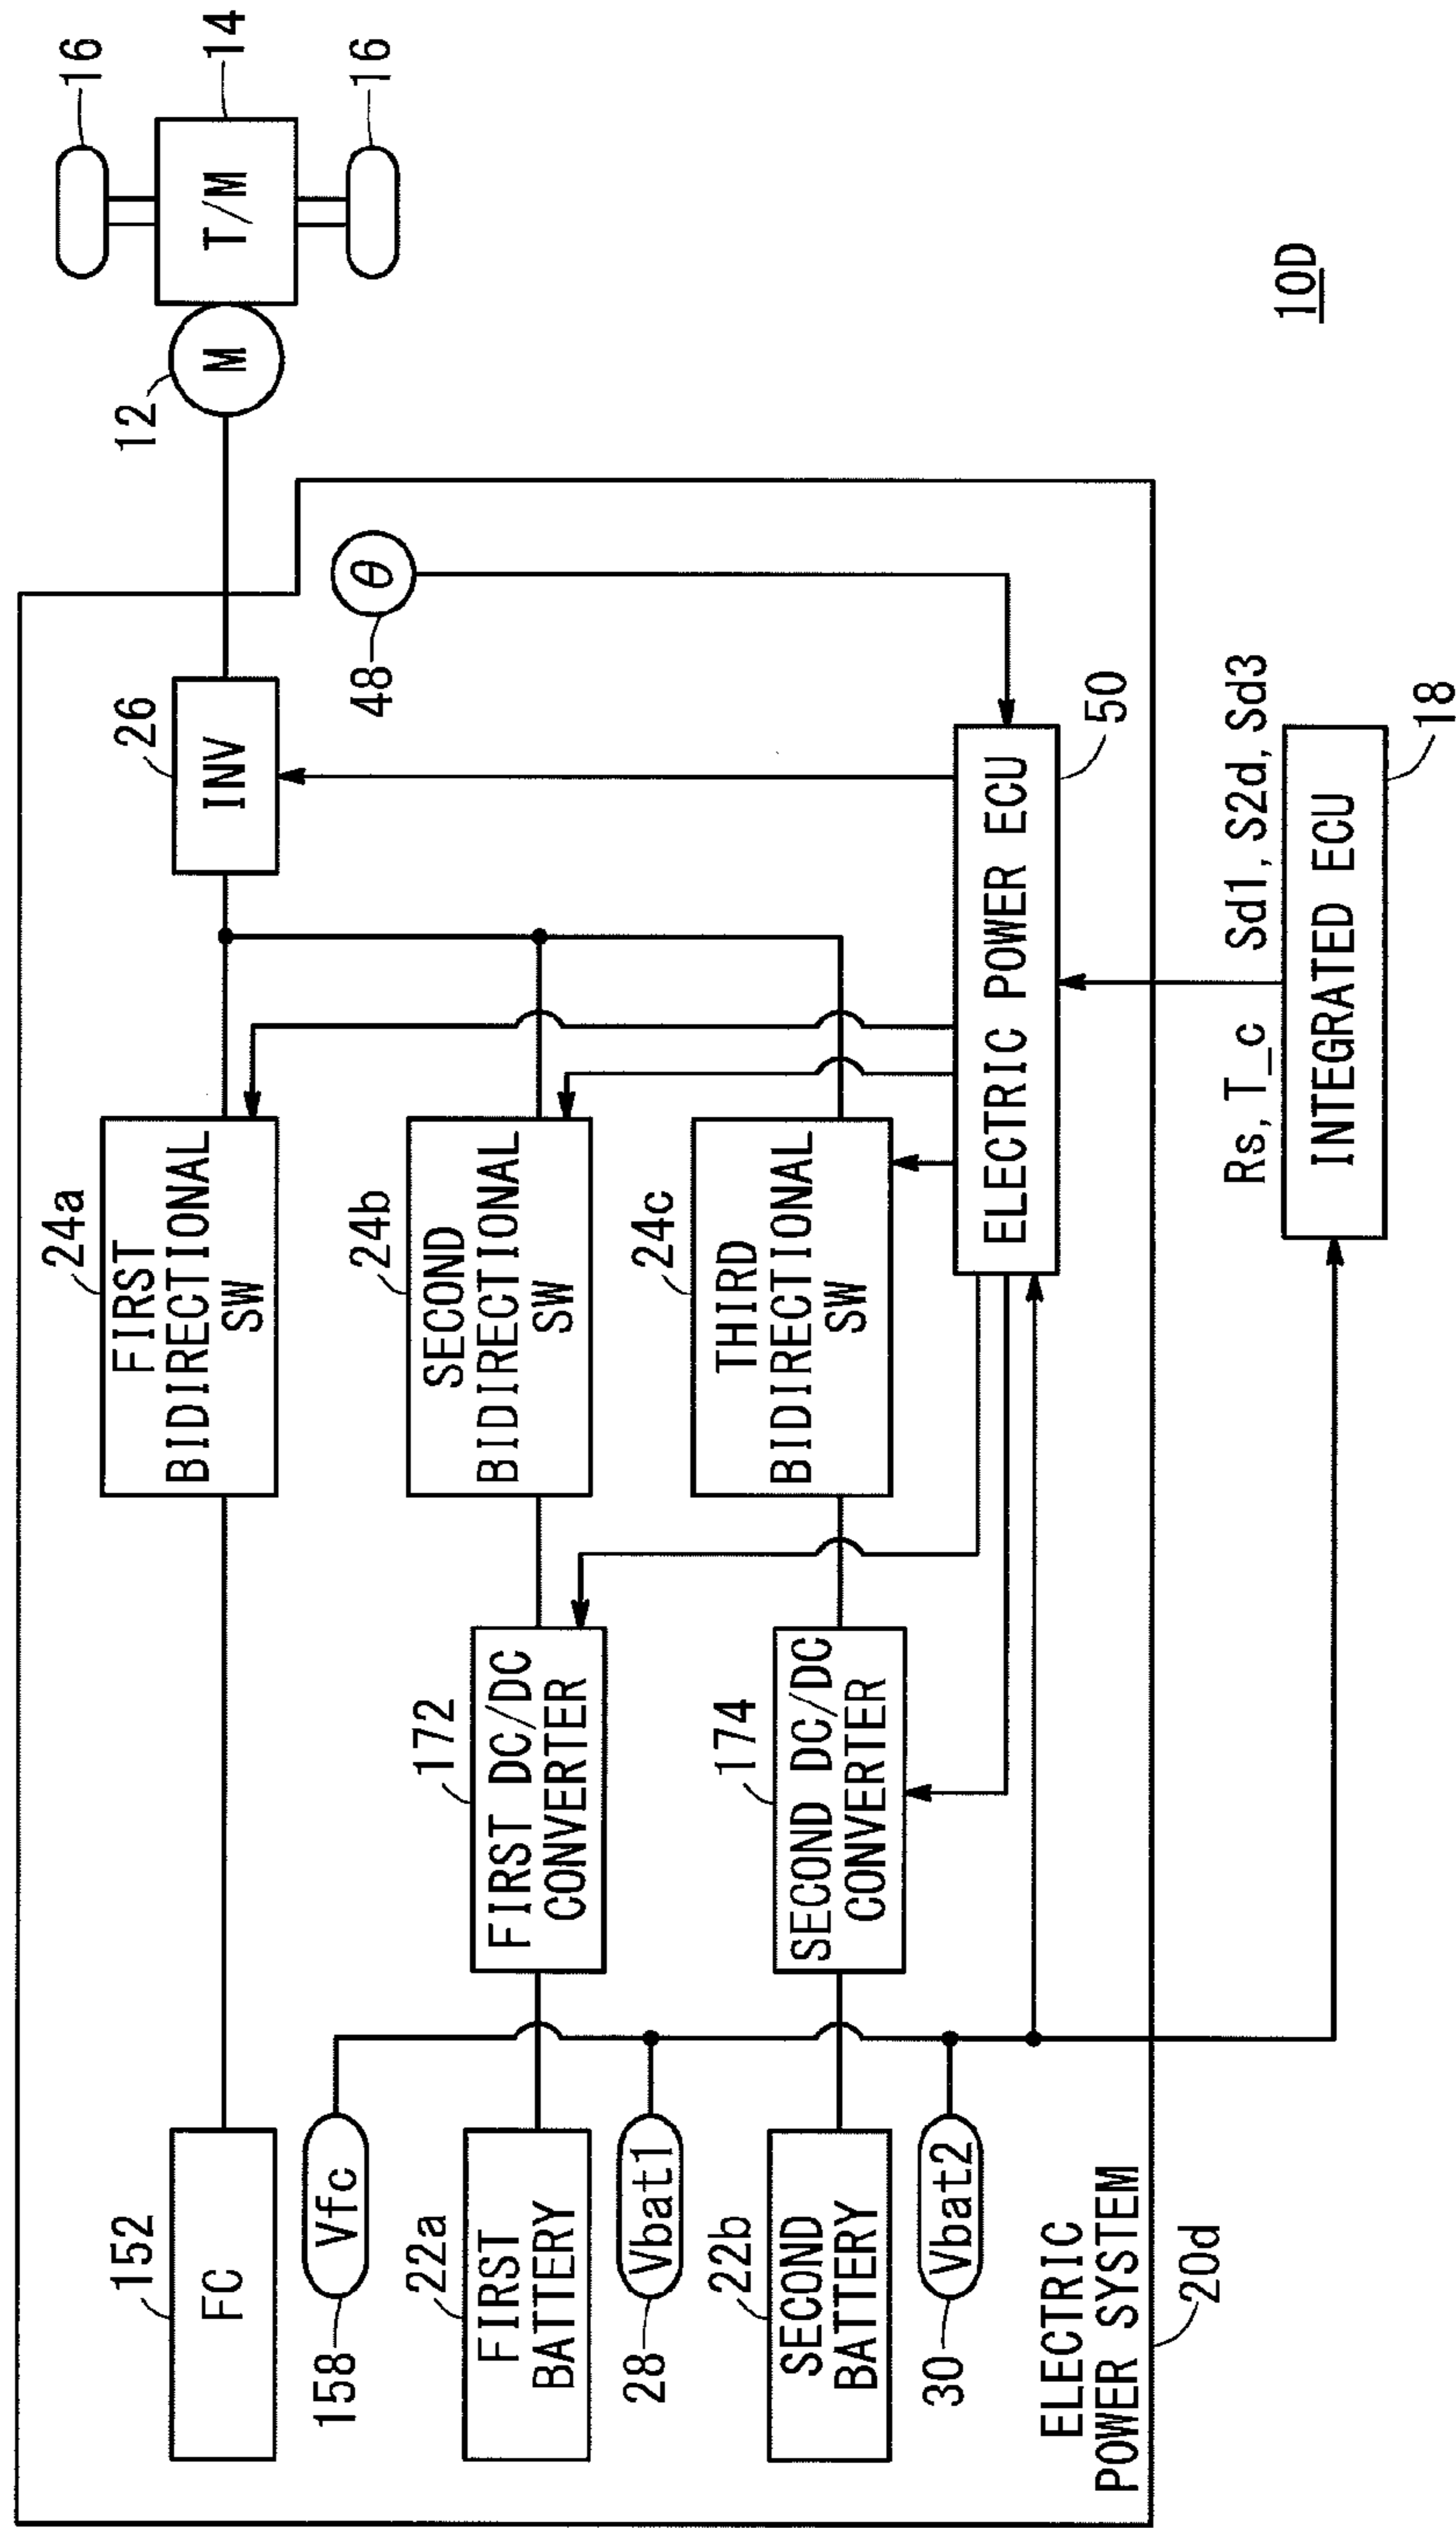 152
FC
24a
FIRST
BIDIRECTIONAL
SW
26
INV
12
M
T/M
14
16
16
158
Vfc
48
θ
22a
FIRST
BATTERY
172
FIRST DC/DC
CONVERTER
24b
SECOND
BIDIRECTIONAL
SW
28
Vbat1
22b
SECOND
BATTERY
174
SECOND DC/DC
CONVERTER
24c
THIRD
BIDIRECTIONAL
SW
30
Vbat2
ELECTRIC POWER ECU
50
ELECTRIC
POWER SYSTEM
20d
Rs, T_c
Sd1, S2d, Sd3
INTEGRATED ECU
18
10D